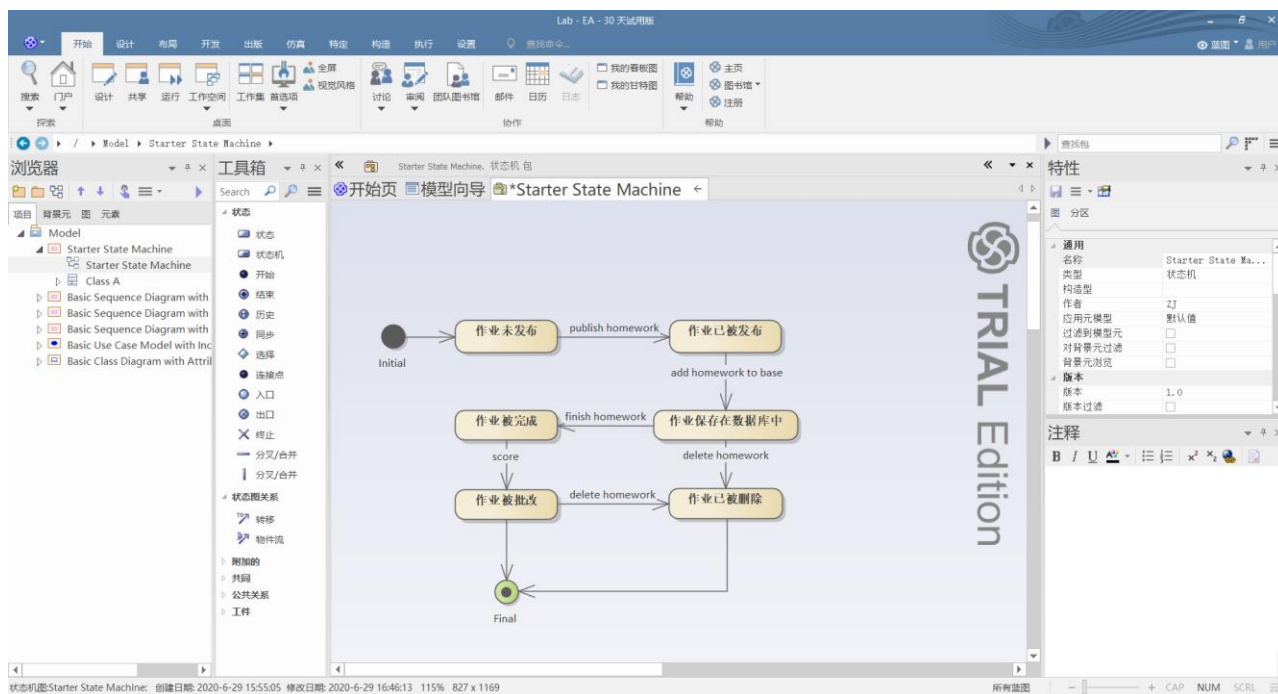 Lab - EA - 30 天试用版
开始 设计 布局 开发 出版 仿真 特定 构造 执行 设置 查找命令... 蓝图 用户
搜索 门户 设计 共享 运行 工作空间 工作集 首选项 全屏 视觉风格 讨论 审阅 团队图书馆 邮件 日历 日志 我的看板图 我的甘特图 帮助 主页 图书馆 注册
探索 桌面 协作 帮助
/ Model Starter State Machine 查找包
浏览器
项目 背景元 图 元素
Model
Starter State Machine
Starter State Machine
Class A
Basic Sequence Diagram with
Basic Sequence Diagram with
Basic Sequence Diagram with
Basic Use Case Model with Inc
Basic Class Diagram with Attril
工具箱
Search
状态
状态
状态机
开始
结束
历史
同步
选择
连接点
入口
出口
终止
分叉/合并
分叉/合并
状态图关系
转移
物件流
附加的
共同
公共关系
工件
Starter State Machine. 状态机 包
开始页 模型向导 *Starter State Machine
Initial
作业未发布
publish homework
作业已被发布
add homework to base
作业被完成
finish homework
作业保存在数据库中
score
delete homework
作业被批改
delete homework
作业已被删除
Final
TRIAL Edition
特性
图 分区
通用
名称 Starter State Ma...
类型 状态机
构造型
作者 ZJ
应用元模型 默认值
过滤到模型元
对背景元过滤
背景元浏览
版本
版本 1.0
版本过滤
注释
B I U
状态机图:Starter State Machine: 创建日期: 2020-6-29 15:55:05 修改日期: 2020-6-29 16:46:13 115% 827 x 1169 所有蓝图 CAP NUM SCRL